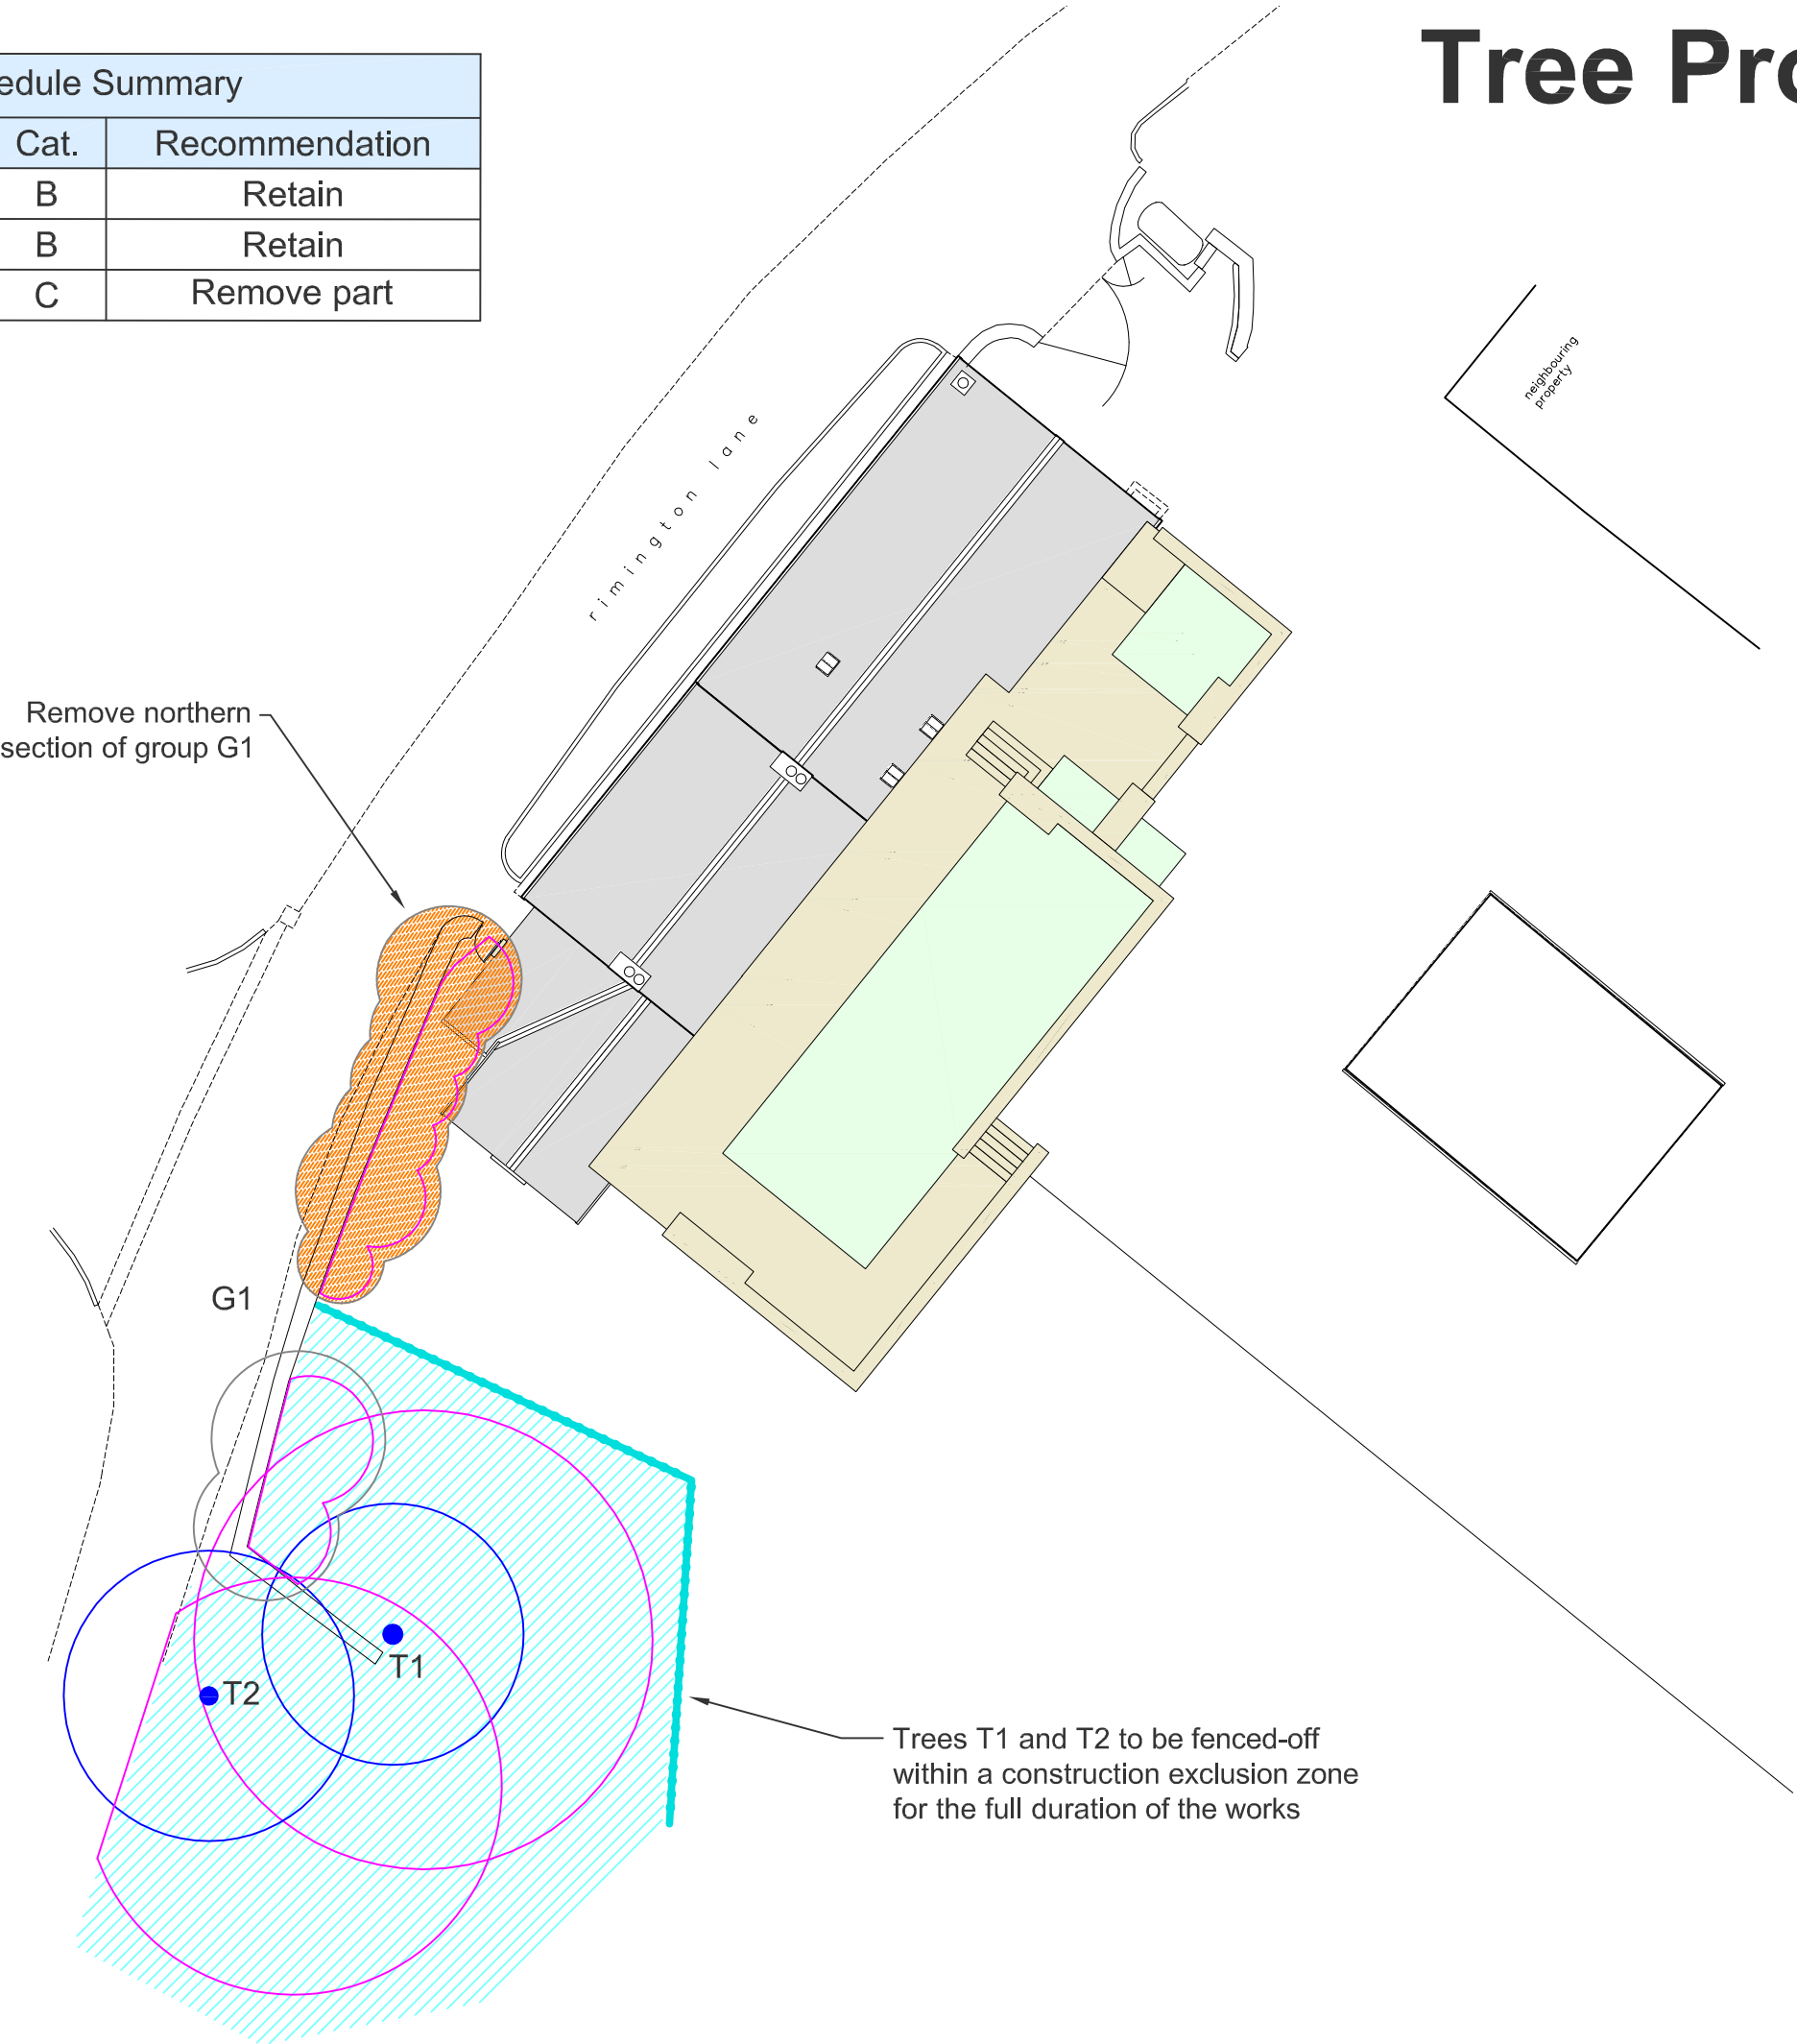 Tree Pro
edule Summary
Cat. Recommendation
B Retain
B Retain
C Remove part
neighbouring
property
rimington lane
Remove northern
section of group G1
G1
T1
T2
Trees T1 and T2 to be fenced-off
within a construction exclusion zone
for the full duration of the works